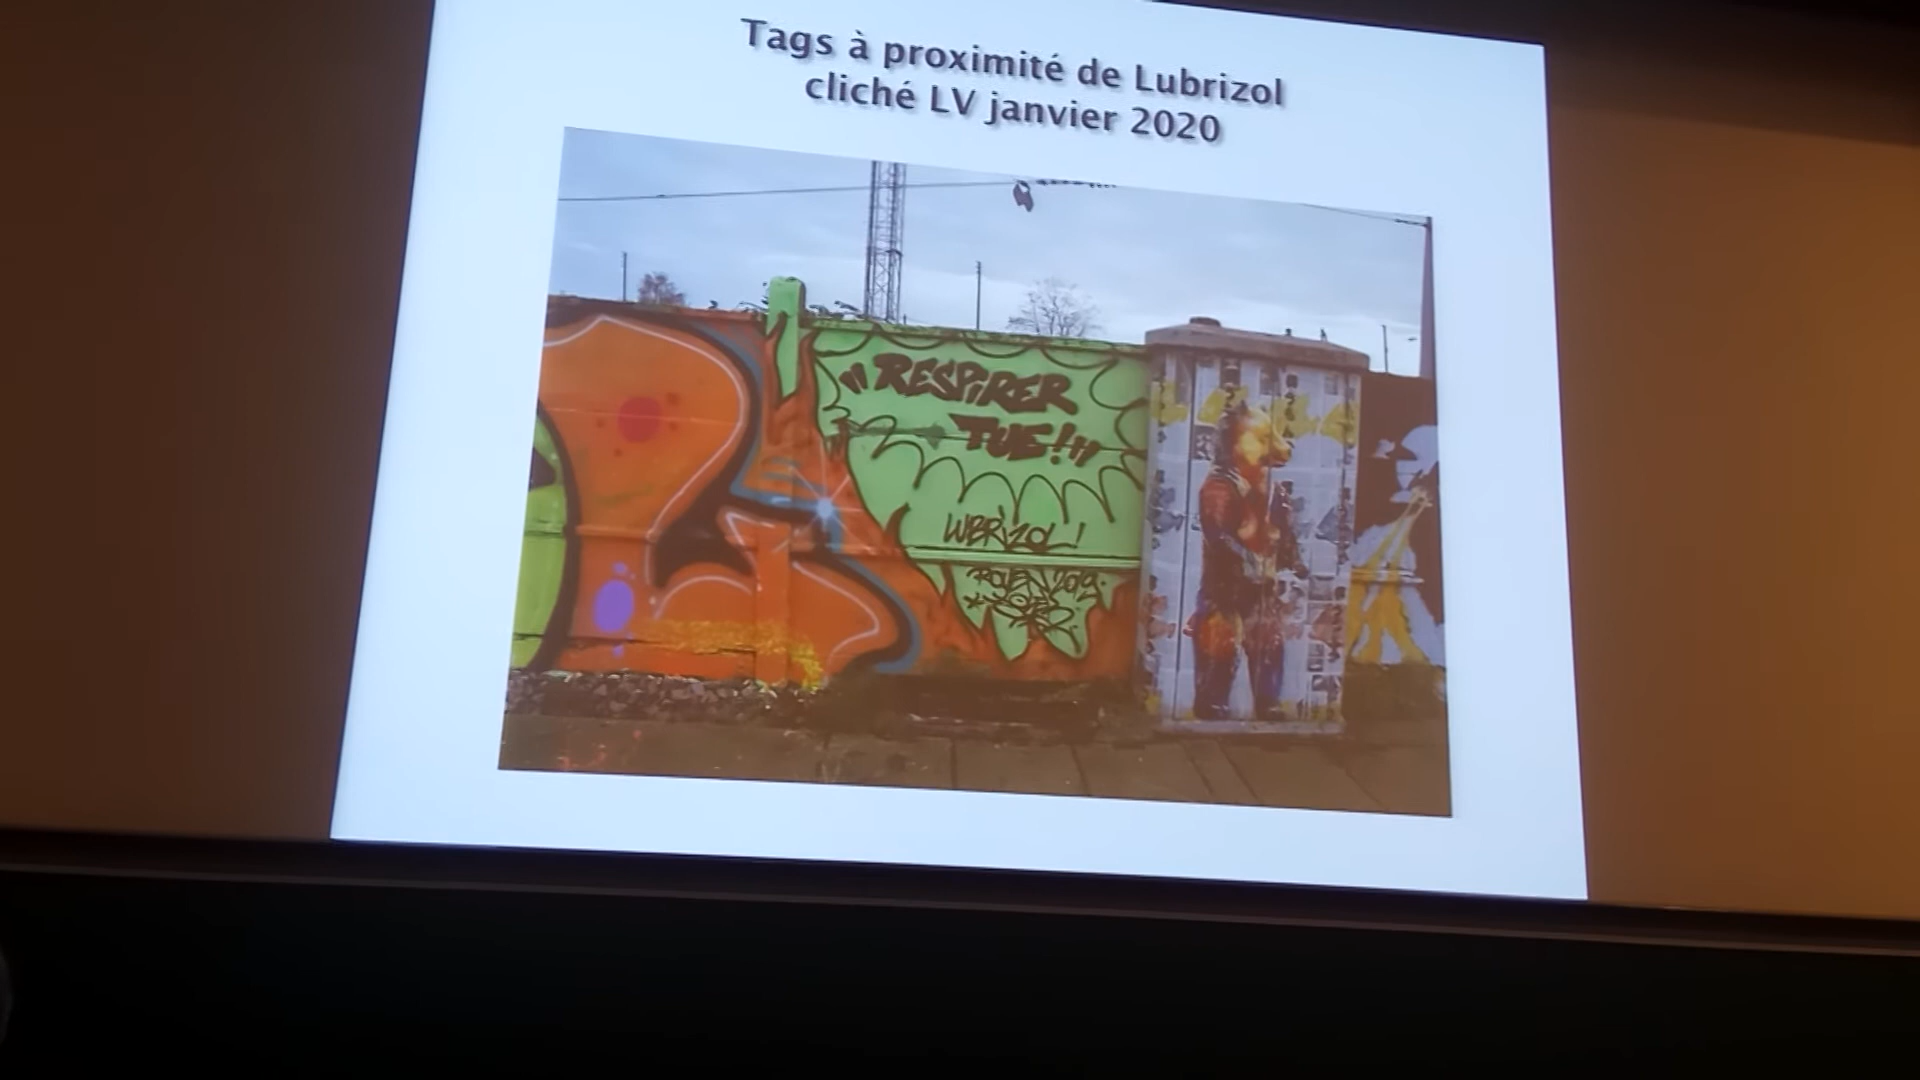 Tags à proximité de Lubrizol
cliché LV janvier 2020
"RESPIRER
TUE!"
LUBRIZOL!
ROUEN 2019.